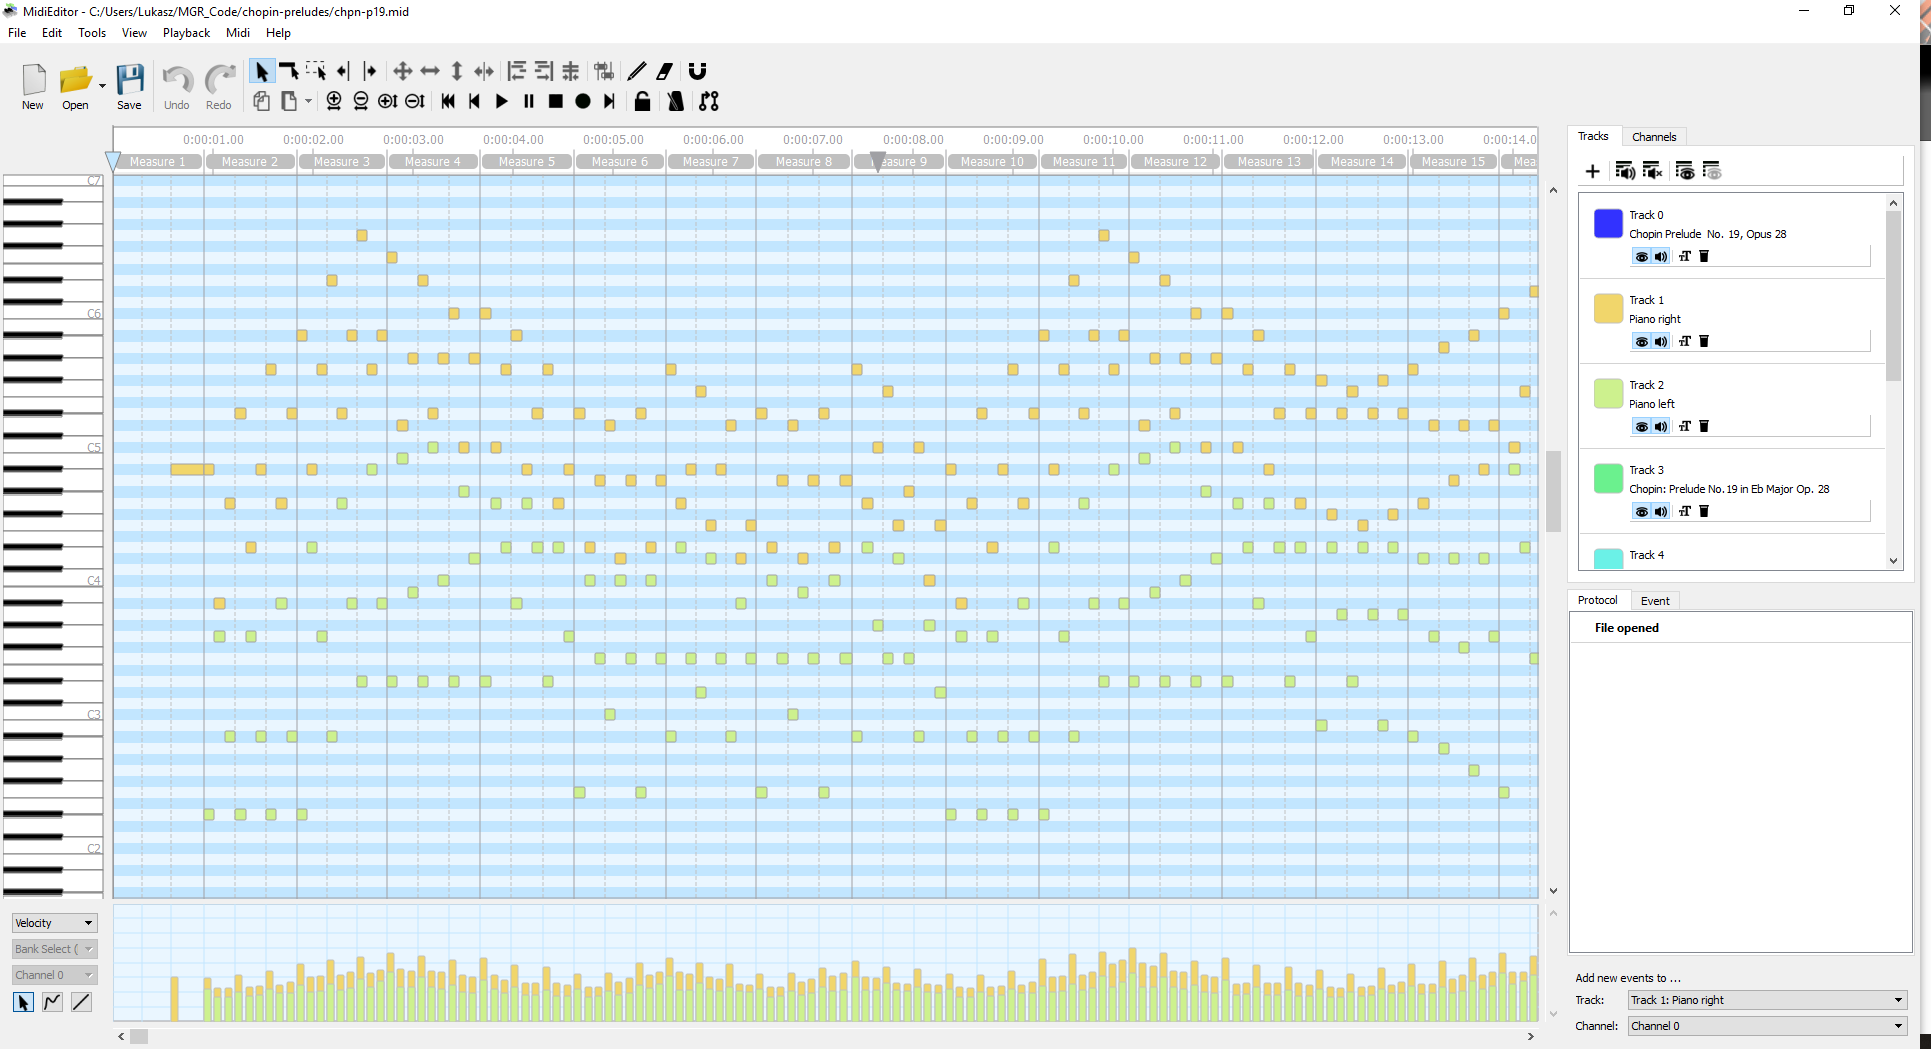 MidiEditor - C:/Users/Lukasz/MGR_Code/chopin-preludes/chpn-p19.mid
File Edit Tools View Playback Midi Help
New Open Save Undo Redo
0:00:01.00 0:00:02.00 0:00:03.00 0:00:04.00 0:00:05.00 0:00:06.00 0:00:07.00 0:00:08.00 0:00:09.00 0:00:10.00 0:00:11.00 0:00:12.00 0:00:13.00 0:00:14.0
Measure 1 Measure 2 Measure 3 Measure 4 Measure 5 Measure 6 Measure 7 Measure 8 easure 9 Measure 10 Measure 11 Measure 12 Measure 13 Measure 14 Measure 15 Meas
C7
C6
C5
C4
C3
C2
Velocity
Bank Select (
Channel 0
Tracks Channels
Track 0
Chopin Prelude No. 19, Opus 28
Track 1
Piano right
Track 2
Piano left
Track 3
Chopin: Prelude No.19 in Eb Major Op. 28
Track 4
Protocol Event
File opened
Add new events to ...
Track: Track 1: Piano right
Channel: Channel 0